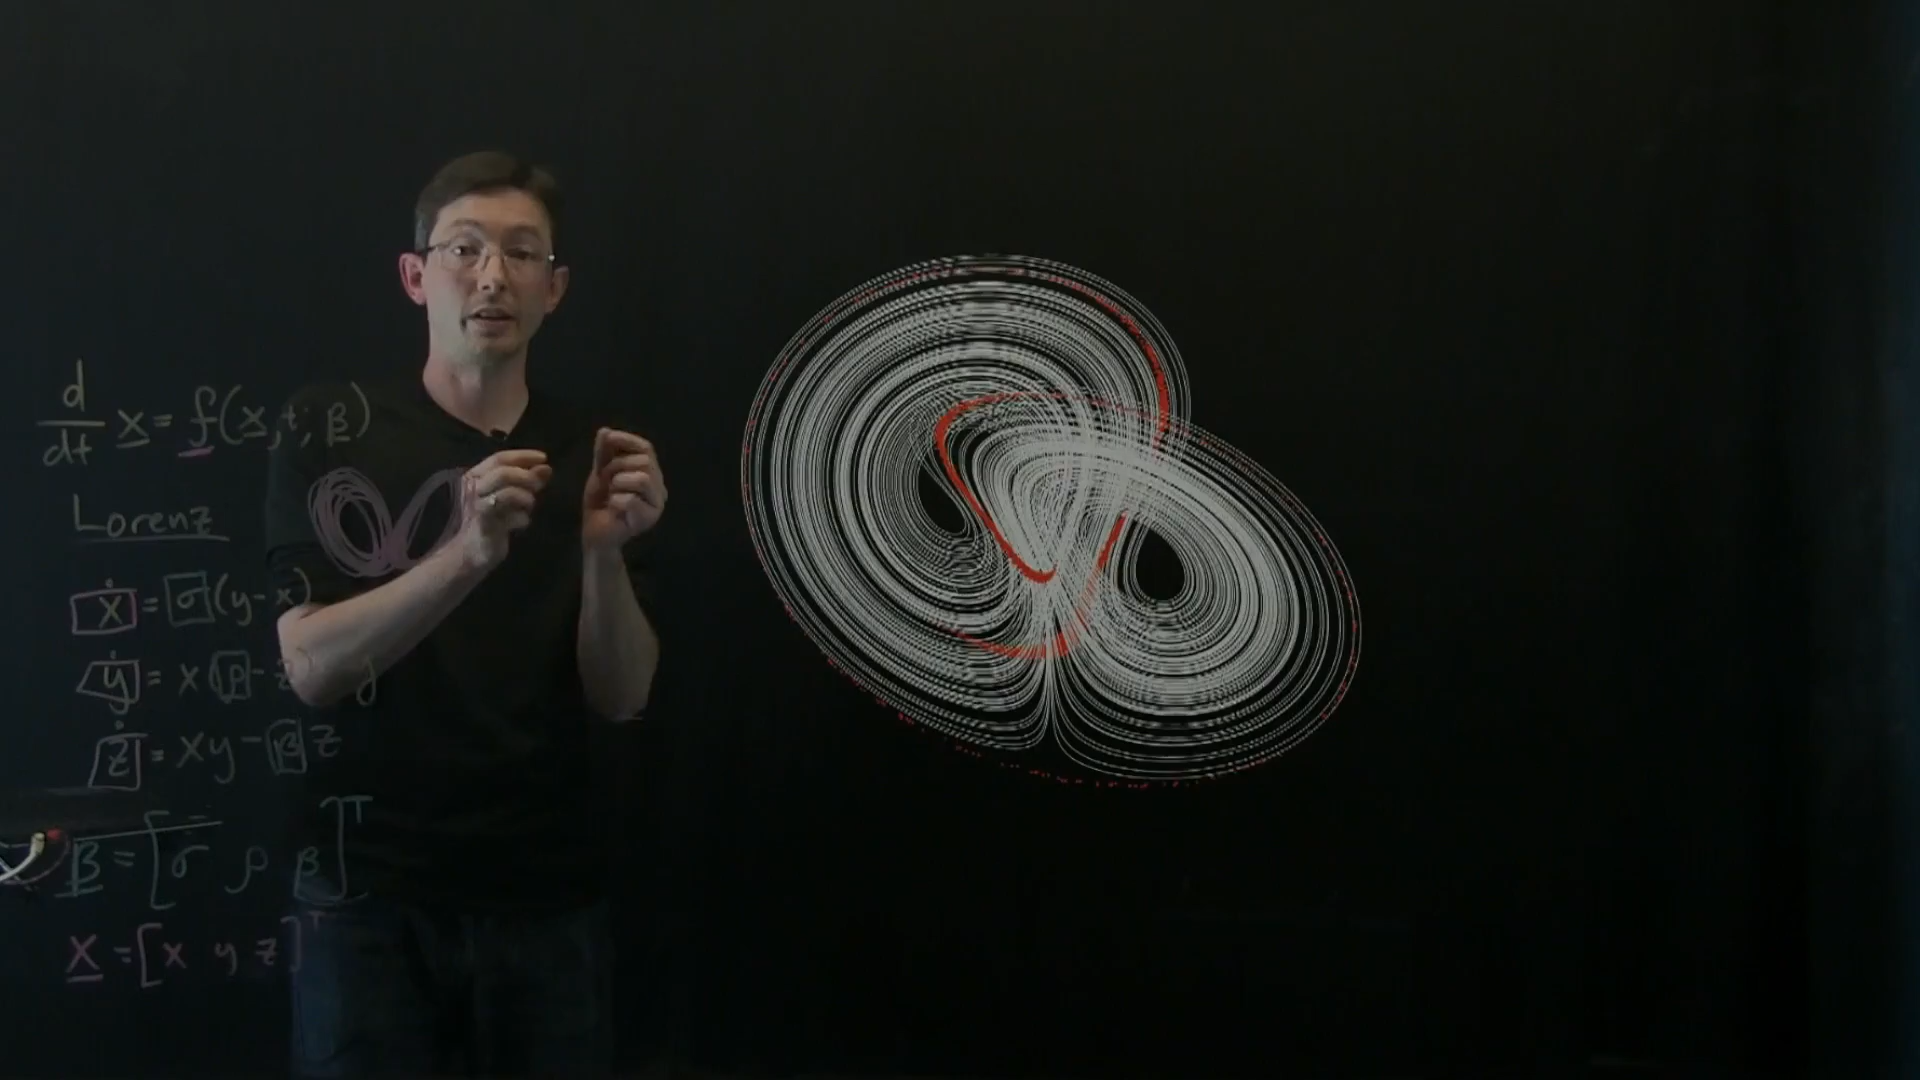 d/dt x = f(x, t; β)
Lorenz
ẋ = σ(y-x)
ẏ = x(ρ-z) y
ż = xy - βz
β = [σ ρ β]ᵀ
x = [x y z]ᵀ